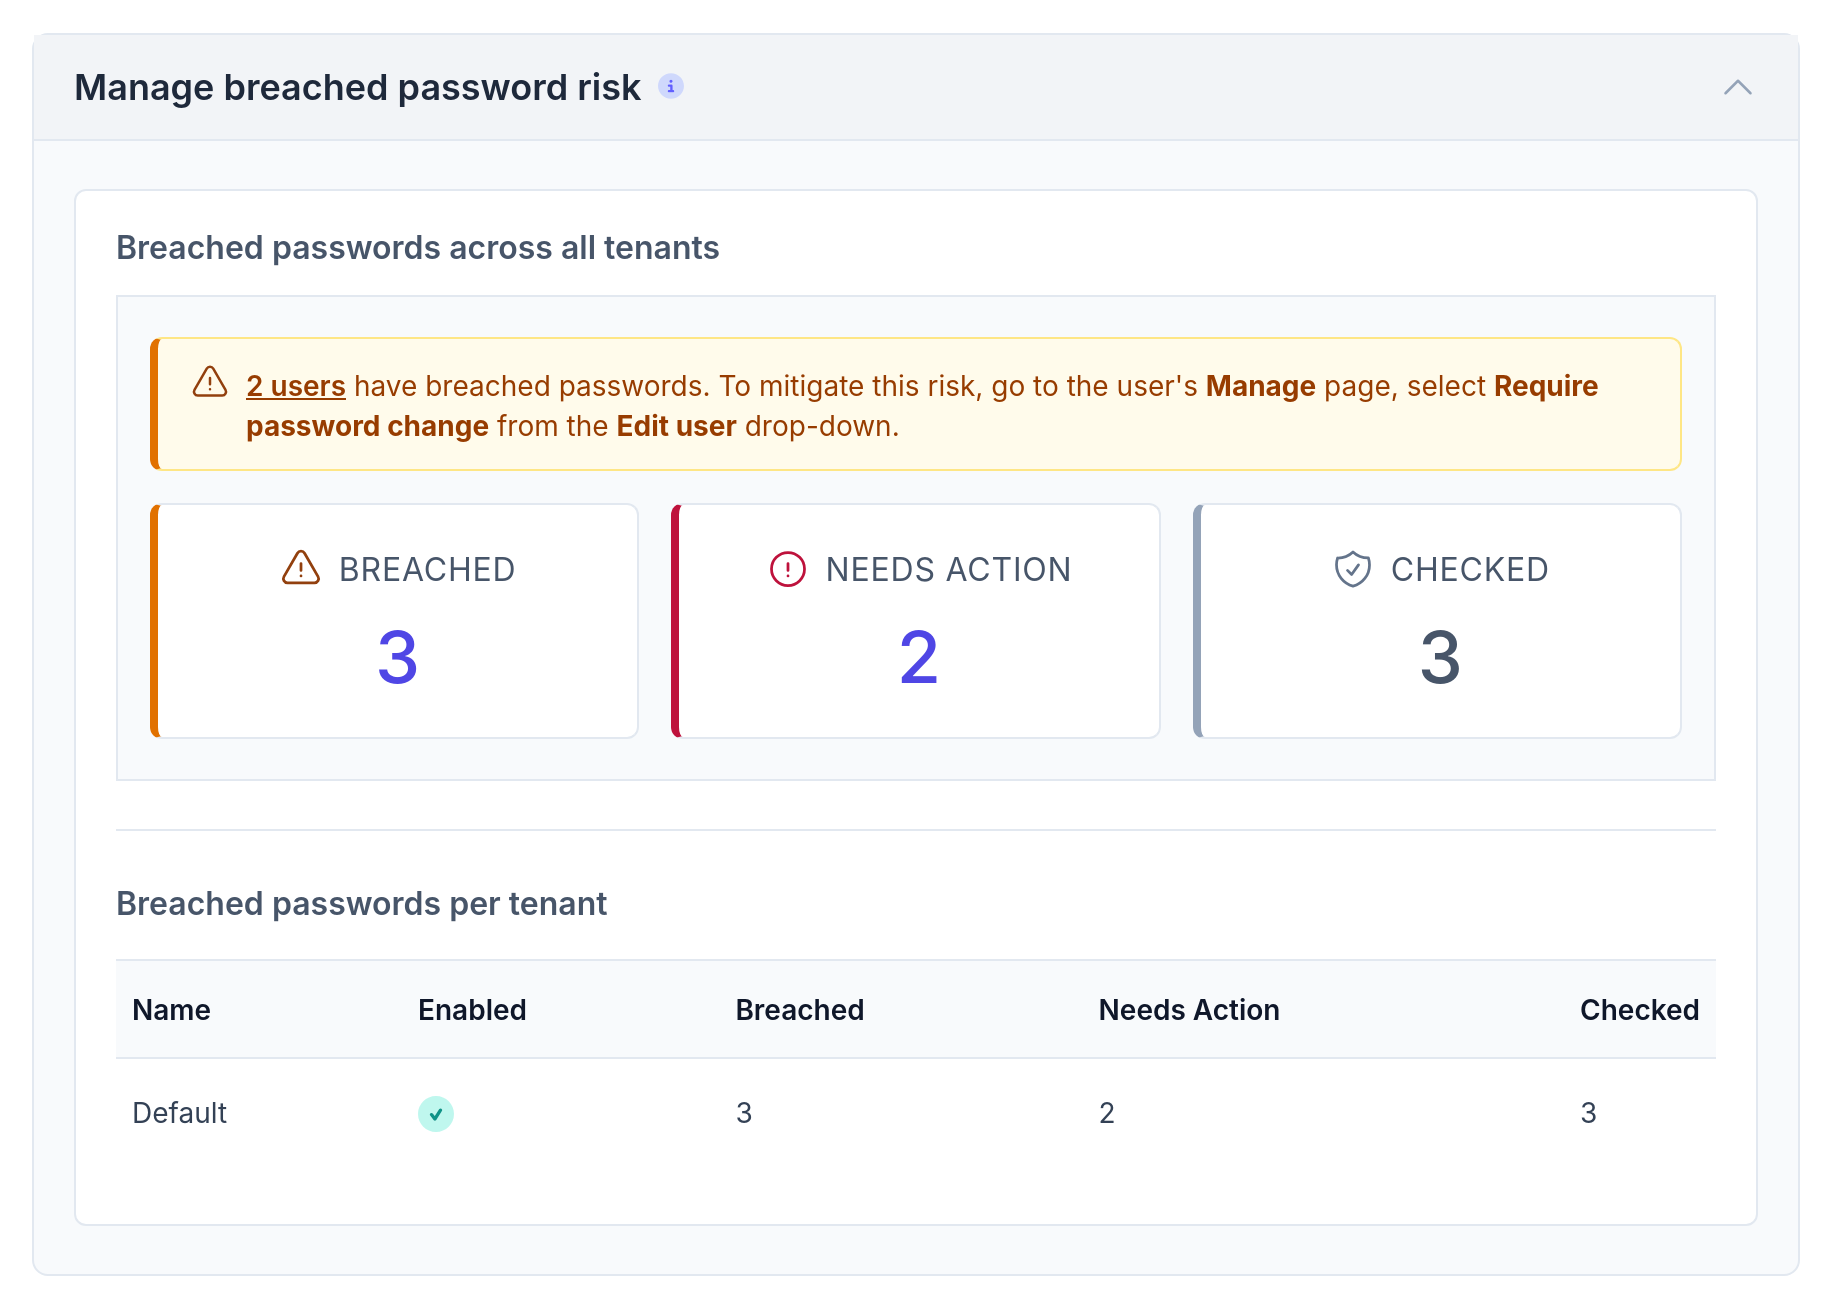 Manage breached password risk
Breached passwords across all tenants
2 users have breached passwords. To mitigate this risk, go to the user's Manage page, select Require
password change from the Edit user drop-down.
BREACHED
3
NEEDS ACTION
2
CHECKED
3
Breached passwords per tenant
Name Enabled Breached Needs Action Checked
Default 3 2 3